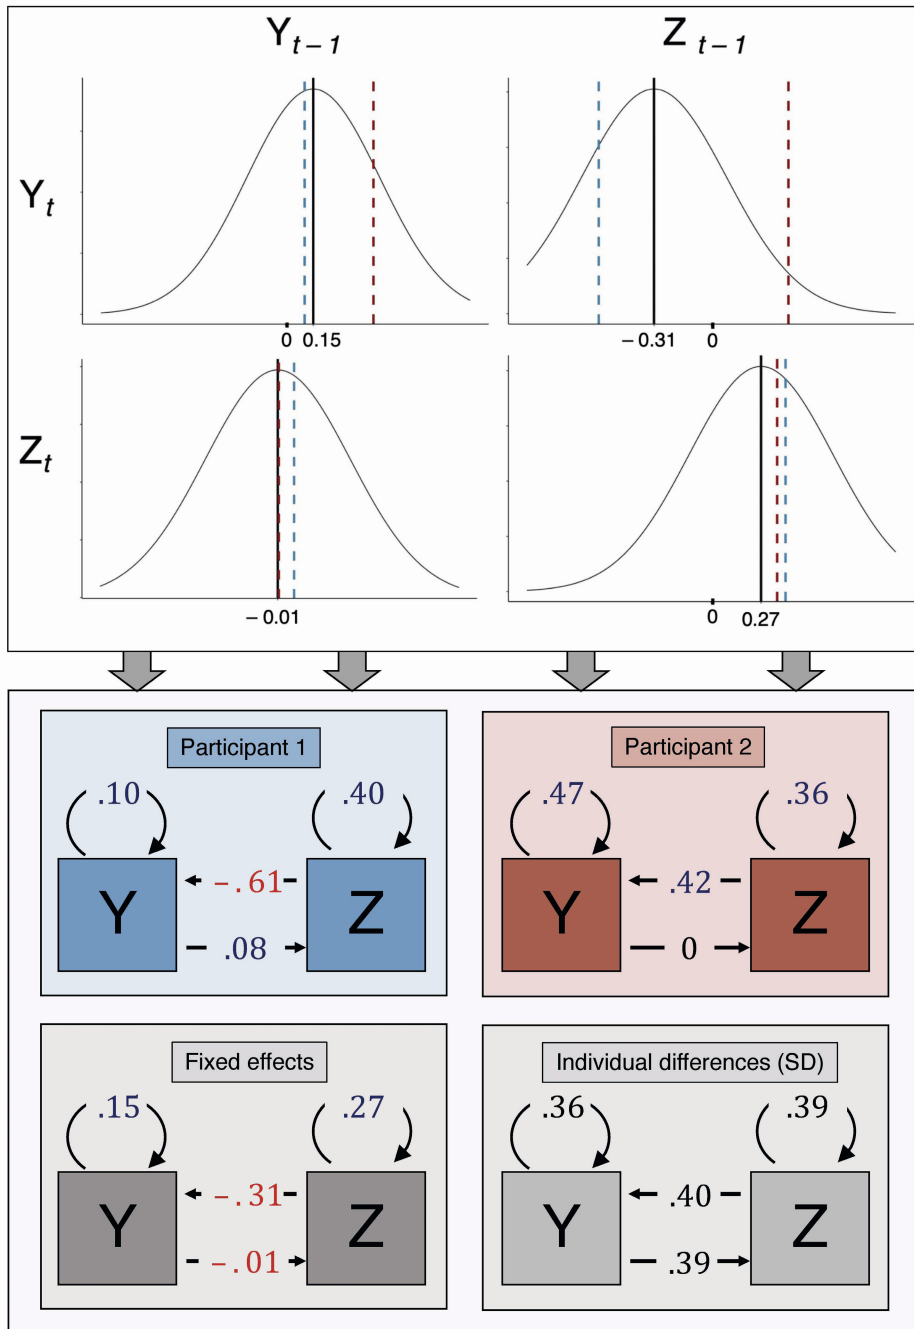 Y t – 1 Z t – 1
Y t
0 0.15 – 0.31 0
Z t
– 0.01 0 0.27
Participant 1 Participant 2
.10 .40 .47 .36
Y –.61 Z Y .42 Z
.08 0
Fixed effects Individual differences (SD)
.15 .27 .36 .39
Y –.31 Z Y .40 Z
–.01 .39